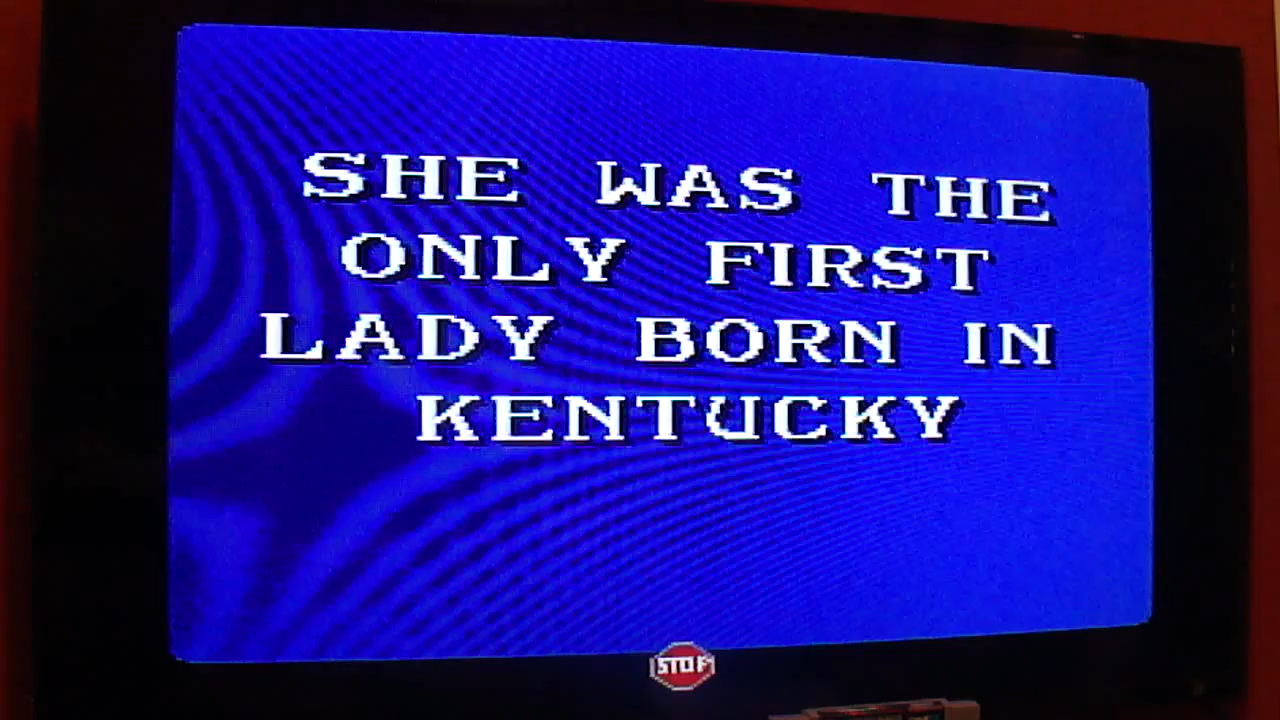 SHE WAS THE
ONLY FIRST
LADY BORN IN
KENTUCKY
STOP